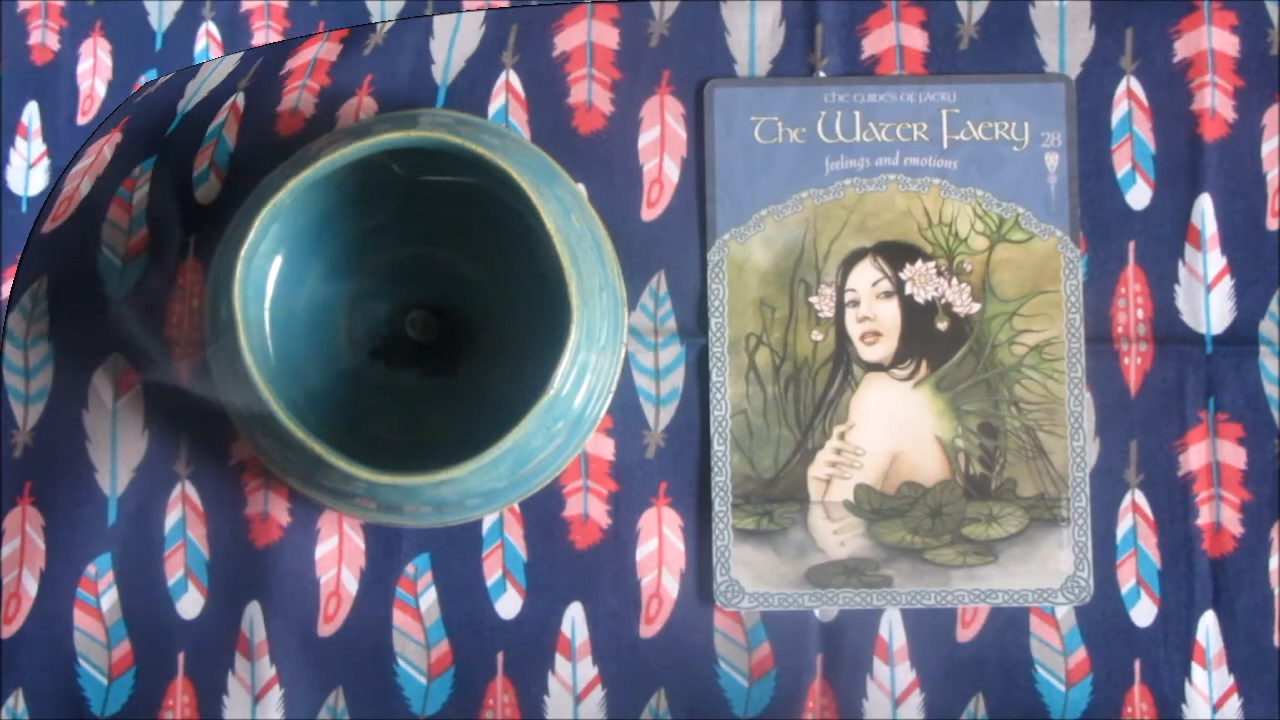 THE GUIDES OF FAERY
The Water Faery
28
feelings and emotions